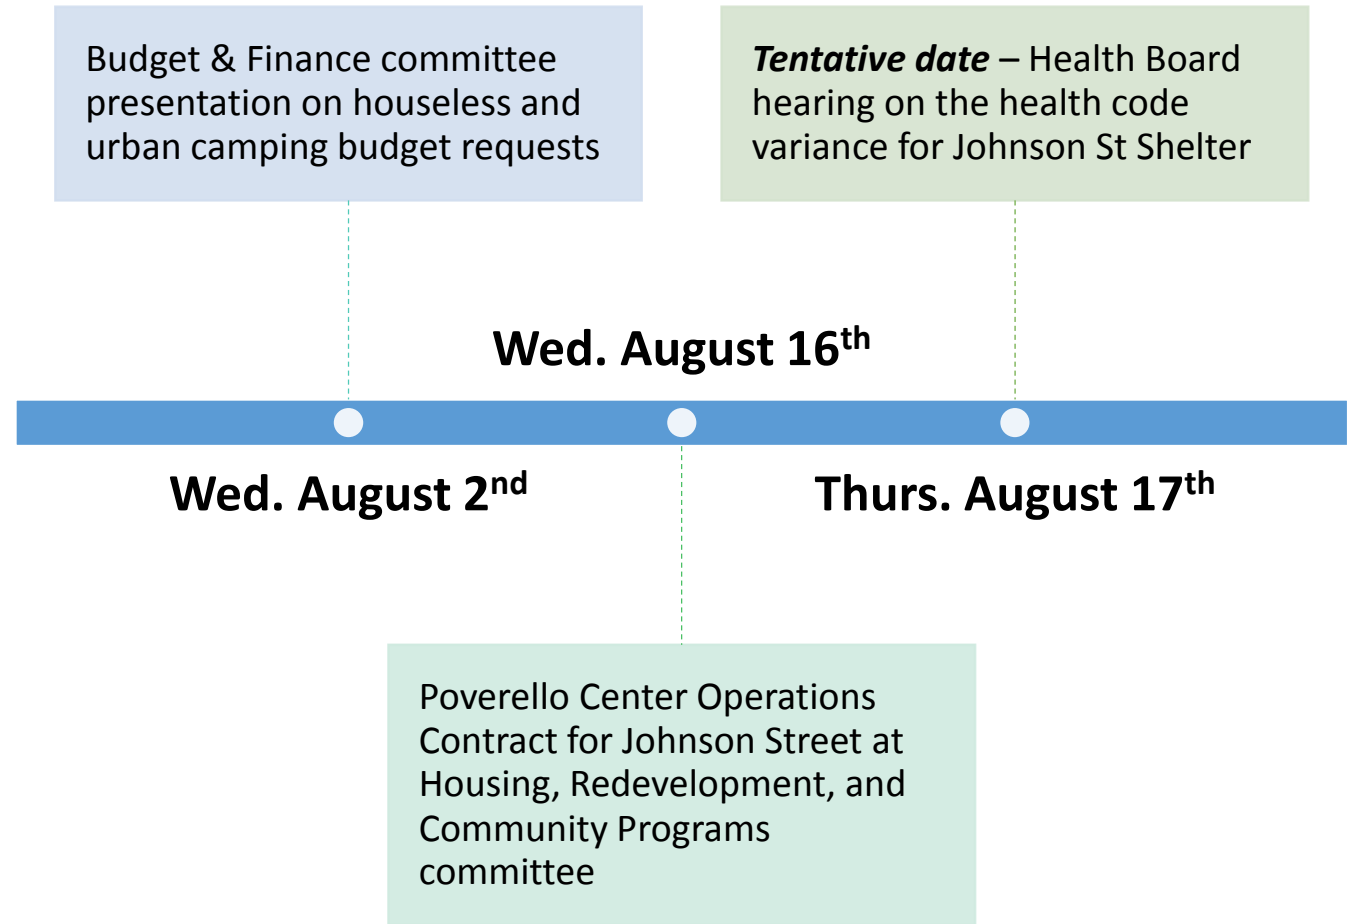 Budget & Finance committee
presentation on houseless and
urban camping budget requests
Tentative date – Health Board
hearing on the health code
variance for Johnson St Shelter
Wed. August 16th
Wed. August 2nd
Thurs. August 17th
Poverello Center Operations
Contract for Johnson Street at
Housing, Redevelopment, and
Community Programs
committee